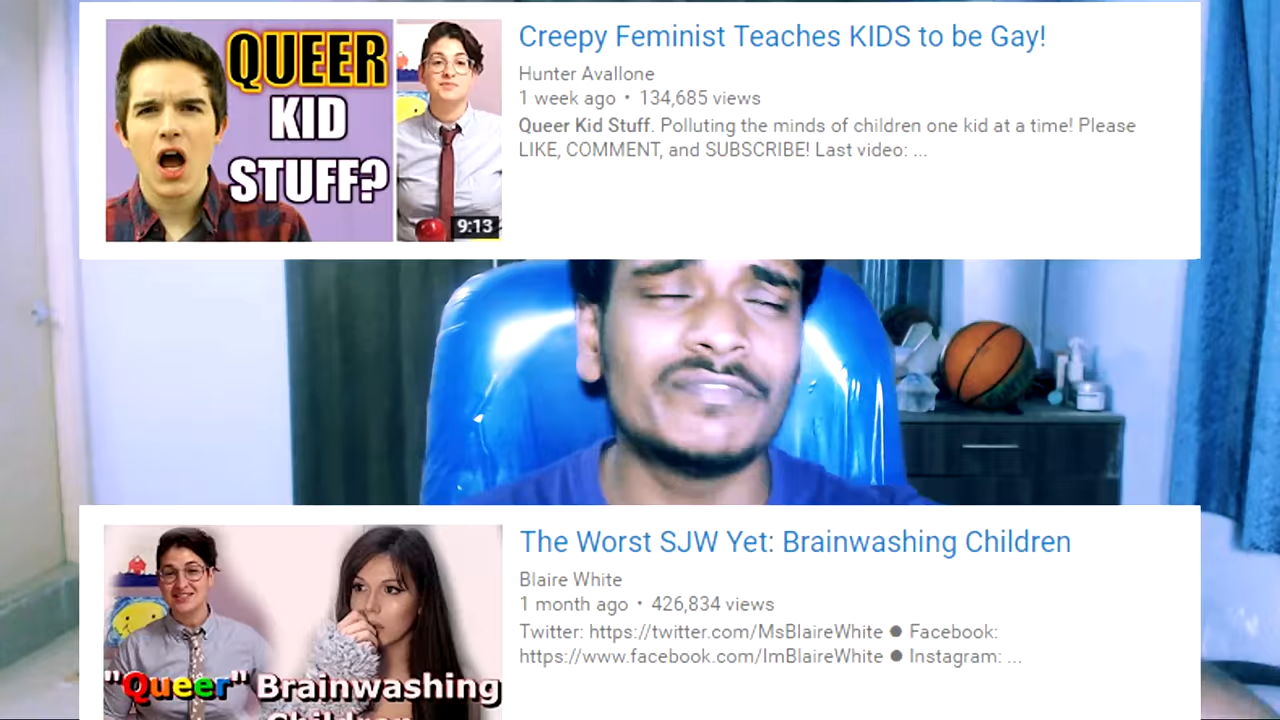 QUEER
KID
STUFF?
9:13
Creepy Feminist Teaches KIDS to be Gay!
Hunter Avallone
1 week ago • 134,685 views
Queer Kid Stuff. Polluting the minds of children one kid at a time! Please
LIKE, COMMENT, and SUBSCRIBE! Last video: ...
"Queer" Brainwashing
Children
The Worst SJW Yet: Brainwashing Children
Blaire White
1 month ago • 426,834 views
Twitter: https://twitter.com/MsBlaireWhite ● Facebook:
https://www.facebook.com/ImBlaireWhite ● Instagram: ...